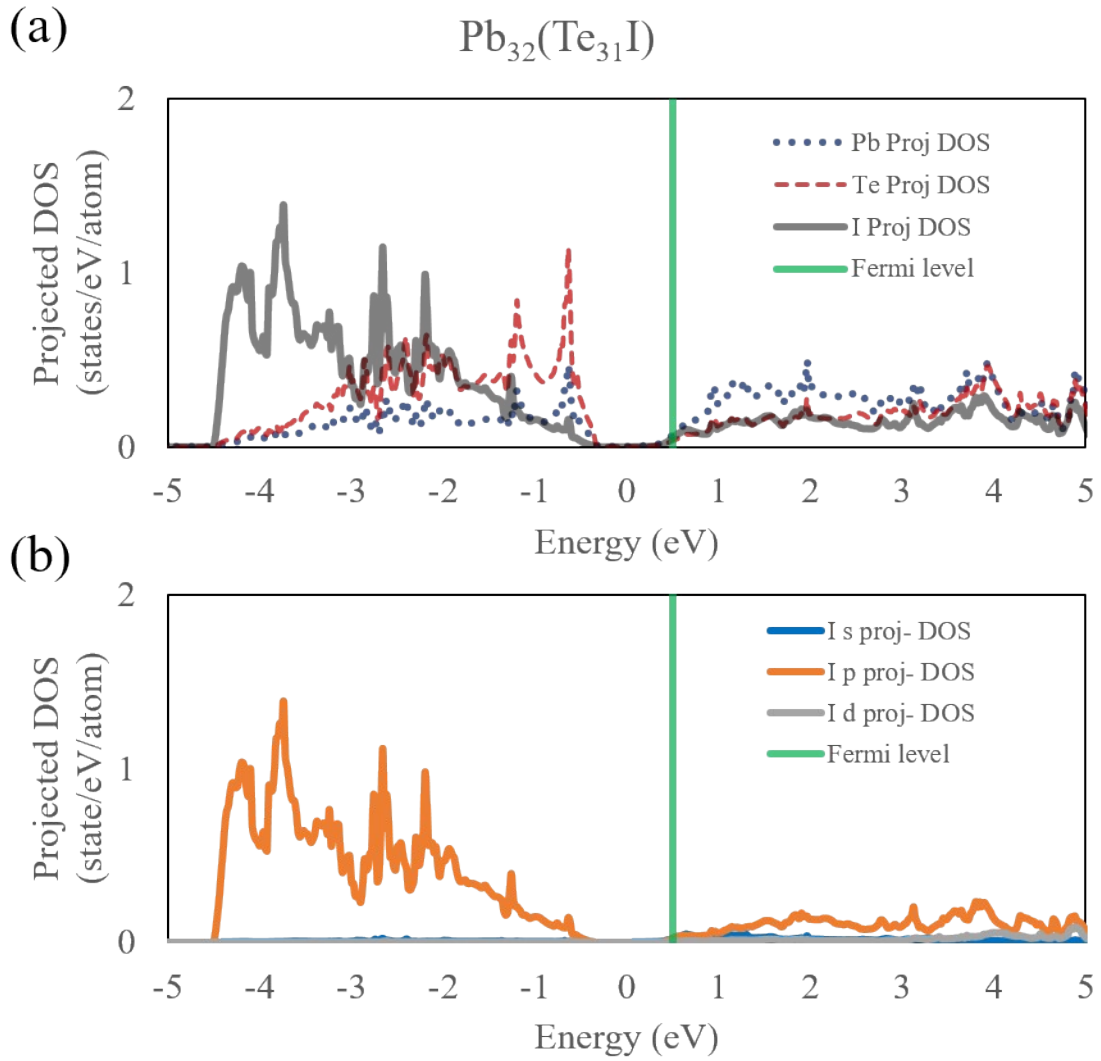 (a)
Pb₃₂(Te₃₁I)
Projected DOS
(states/eV/atom)
2
1
0
Pb Proj DOS
Te Proj DOS
I Proj DOS
Fermi level
-5 -4 -3 -2 -1 0 1 2 3 4 5
Energy (eV)
(b)
Projected DOS
(state/eV/atom)
2
1
0
I s proj- DOS
I p proj- DOS
I d proj- DOS
Fermi level
-5 -4 -3 -2 -1 0 1 2 3 4 5
Energy (eV)